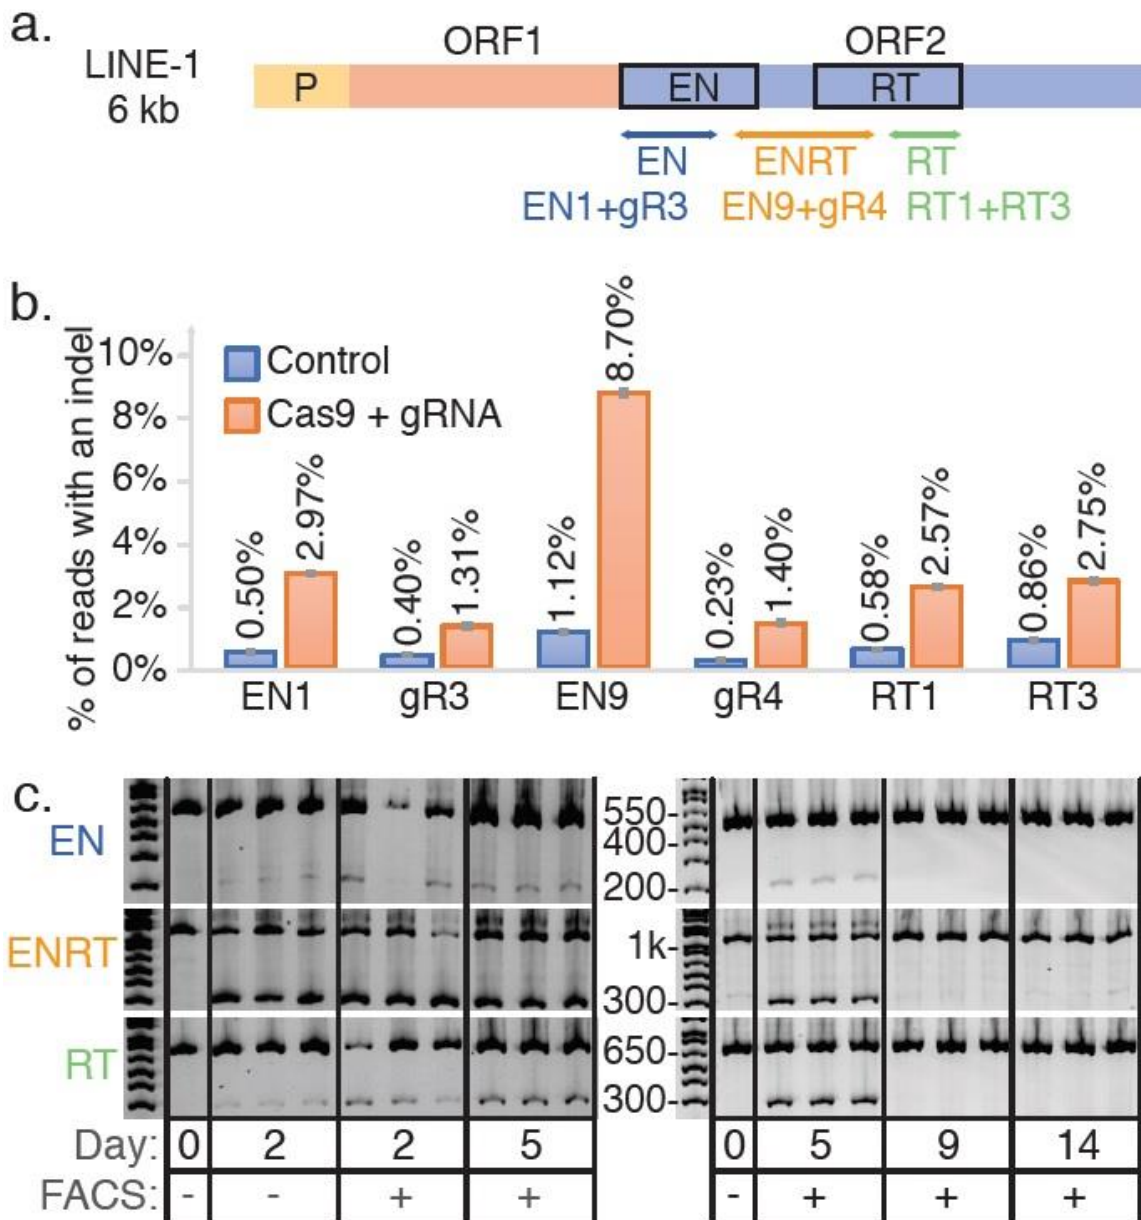 a.
ORF1 ORF2
LINE-1
6 kb
P EN RT
EN ENRT RT
EN1+gR3 EN9+gR4 RT1+RT3
b.
% of reads with an indel
10%
8%
6%
4%
2%
0%
Control
Cas9 + gRNA
0.50% 2.97% 0.40% 1.31% 1.12% 8.70% 0.23% 1.40% 0.58% 2.57% 0.86% 2.75%
EN1 gR3 EN9 gR4 RT1 RT3
c.
EN
550-
400-
200-
ENRT
1k-
300-
RT
650-
300-
Day: 0 2 2 5 0 5 9 14
FACS: - - + + - + + +